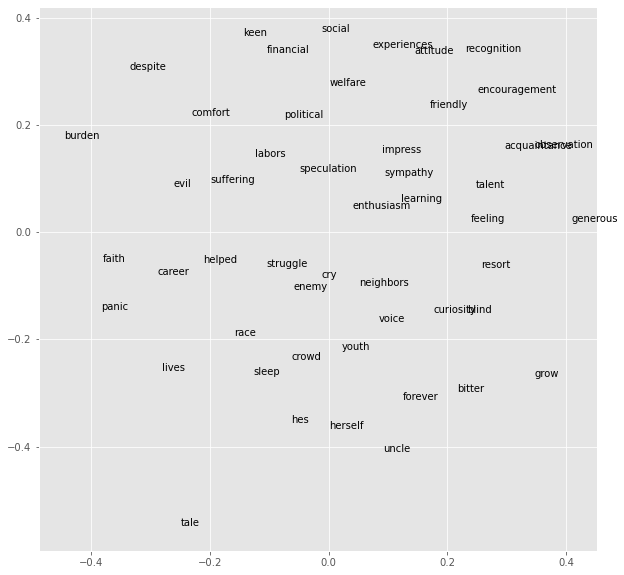 0.4
social
keen
experiences
financial
attitude
recognition
despite
welfare
encouragement
comfort
friendly
political
0.2
burden
acquaintance
observation
impress
labors
speculation
sympathy
suffering
evil
talent
learning
enthusiasm
feeling
generous
0.0
faith
helped
struggle
resort
career
cry
neighbors
enemy
panic
curiosity
blind
voice
race
−0.2
youth
crowd
lives
sleep
grow
bitter
forever
hes
herself
−0.4
uncle
tale
−0.4
−0.2
0.0
0.2
0.4